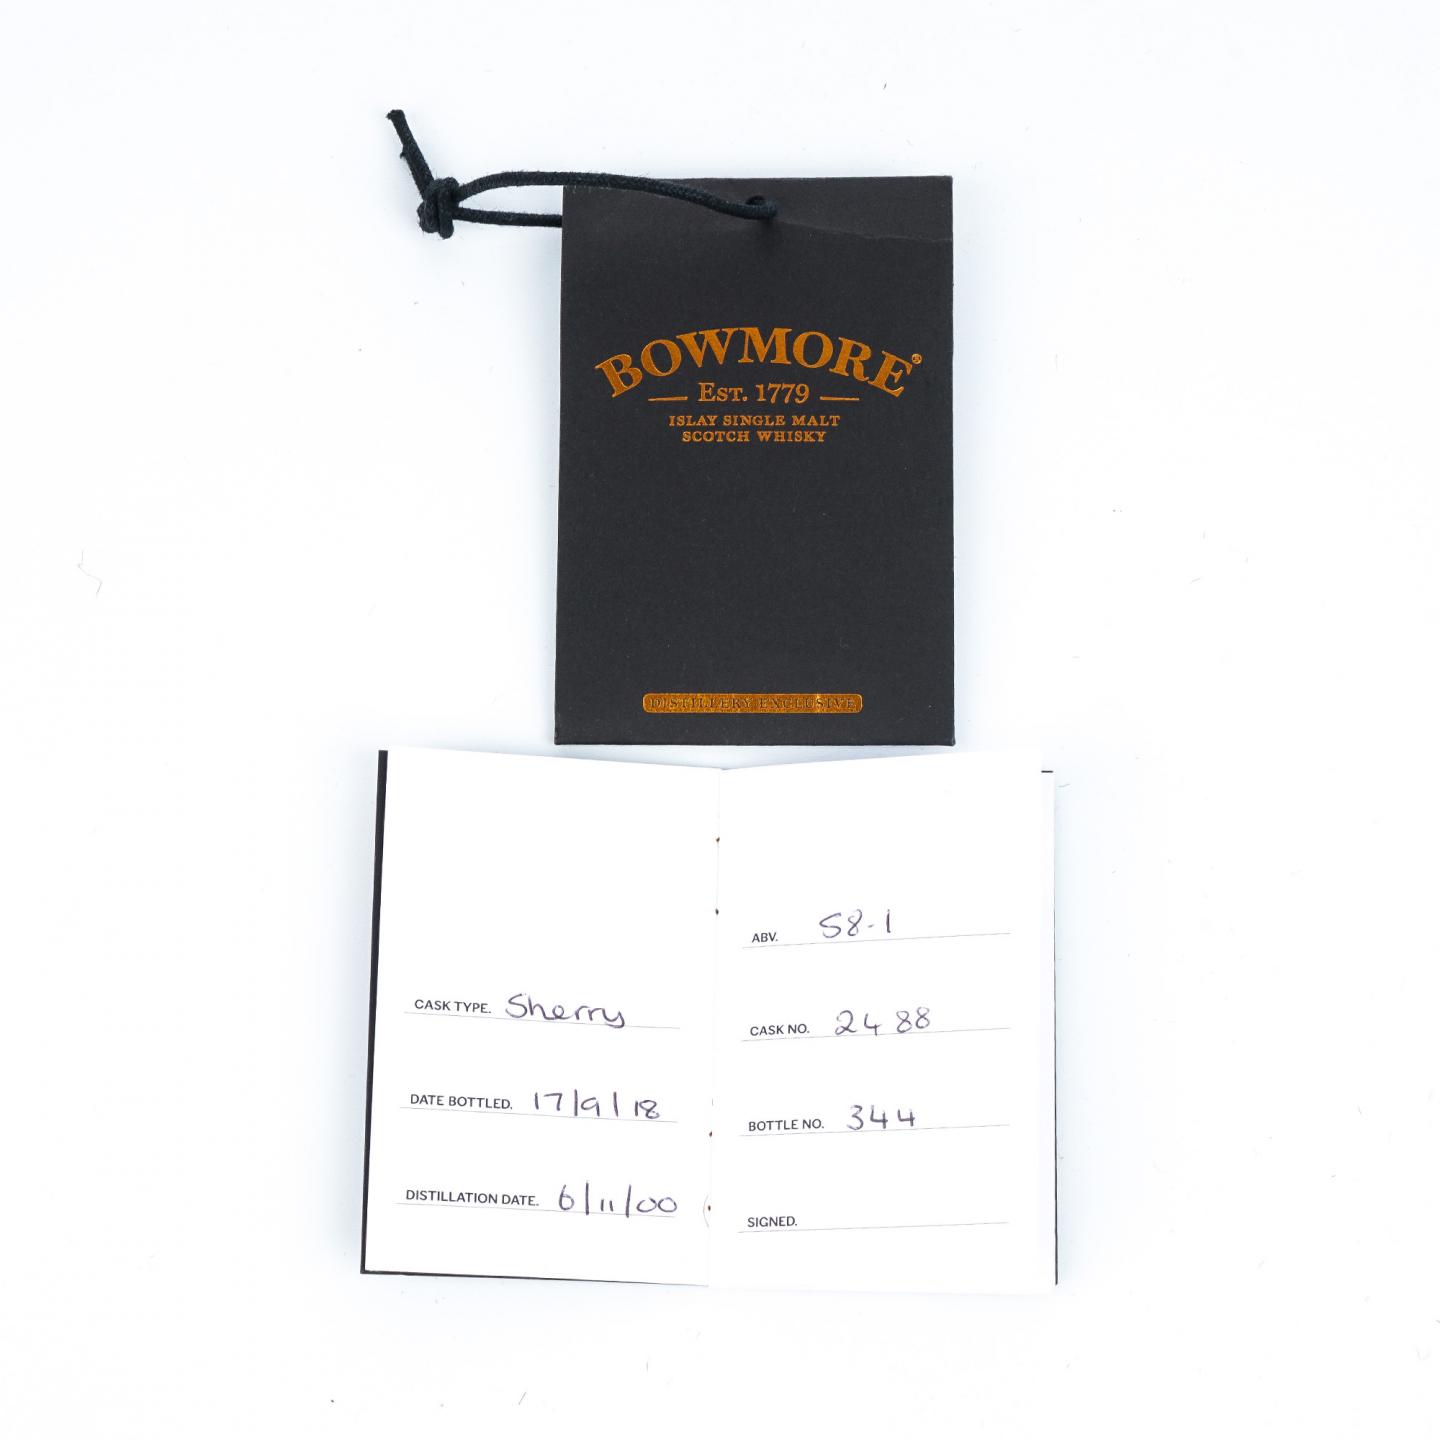 BOWMORE®
EST. 1779
ISLAY SINGLE MALT
SCOTCH WHISKY
DISTILLERY EXCLUSIVE
CASK TYPE. Sherry
DATE BOTTLED. 17/9/18
DISTILLATION DATE. 6/11/00
ABV. 58.1
CASK NO. 2488
BOTTLE NO. 344
SIGNED.